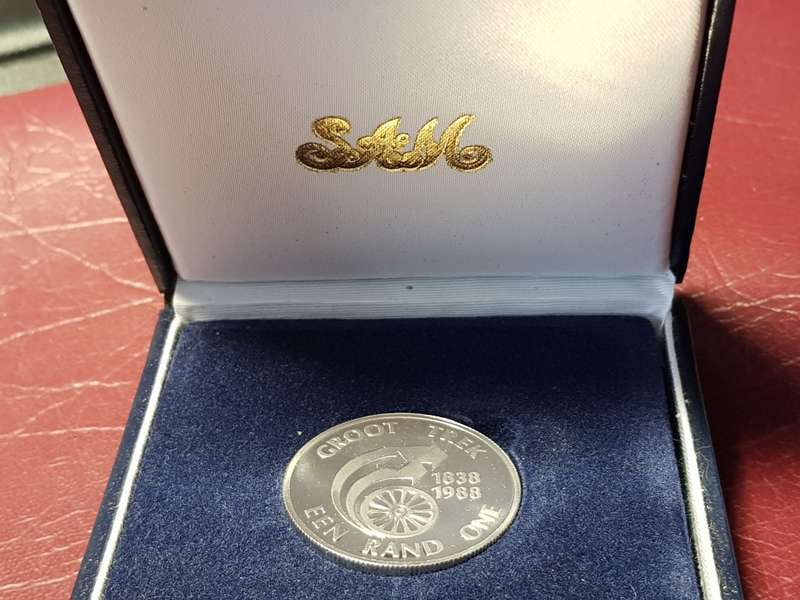 SAM
GROOT TREK
1838
1988
EEN RAND ONE